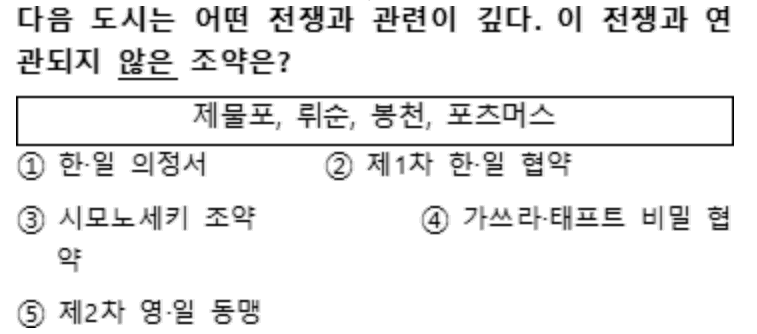 다음 도시는 어떤 전쟁과 관련이 깊다. 이 전쟁과 연
관되지 않은 조약은?
제물포, 뤼순, 봉천, 포츠머스
① 한·일 의정서 ② 제1차 한·일 협약
③ 시모노세키 조약 ④ 가쓰라·태프트 비밀 협
약
⑤ 제2차 영·일 동맹